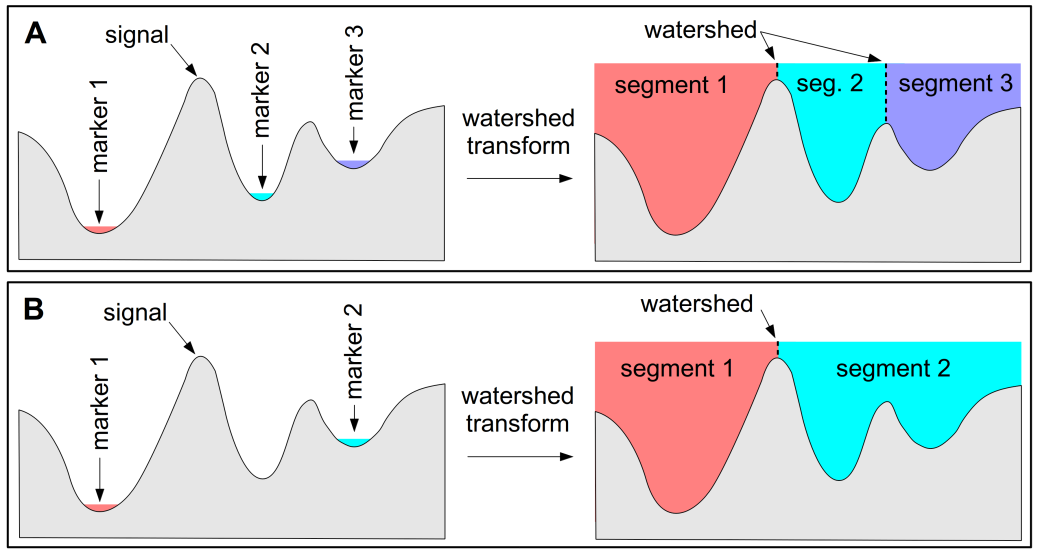 A
signal
marker 1
marker 2
marker 3
watershed
transform
watershed
segment 1
seg. 2
segment 3
B
signal
marker 1
marker 2
watershed
transform
watershed
segment 1
segment 2